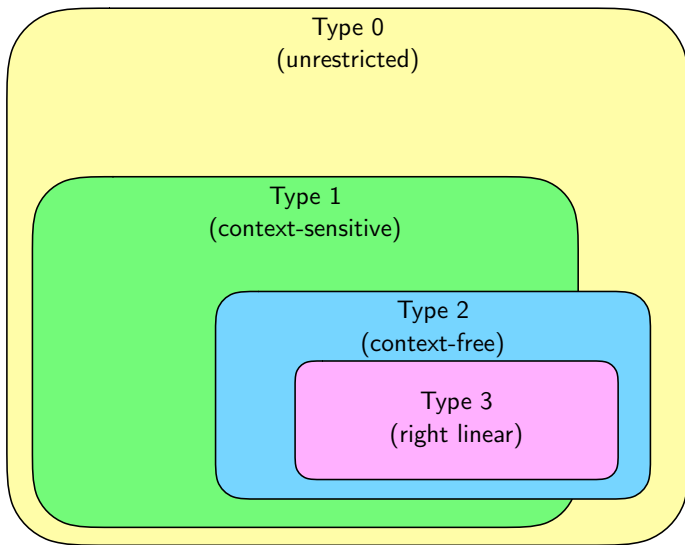 Type 0
(unrestricted)
Type 1
(context-sensitive)
Type 2
(context-free)
Type 3
(right linear)